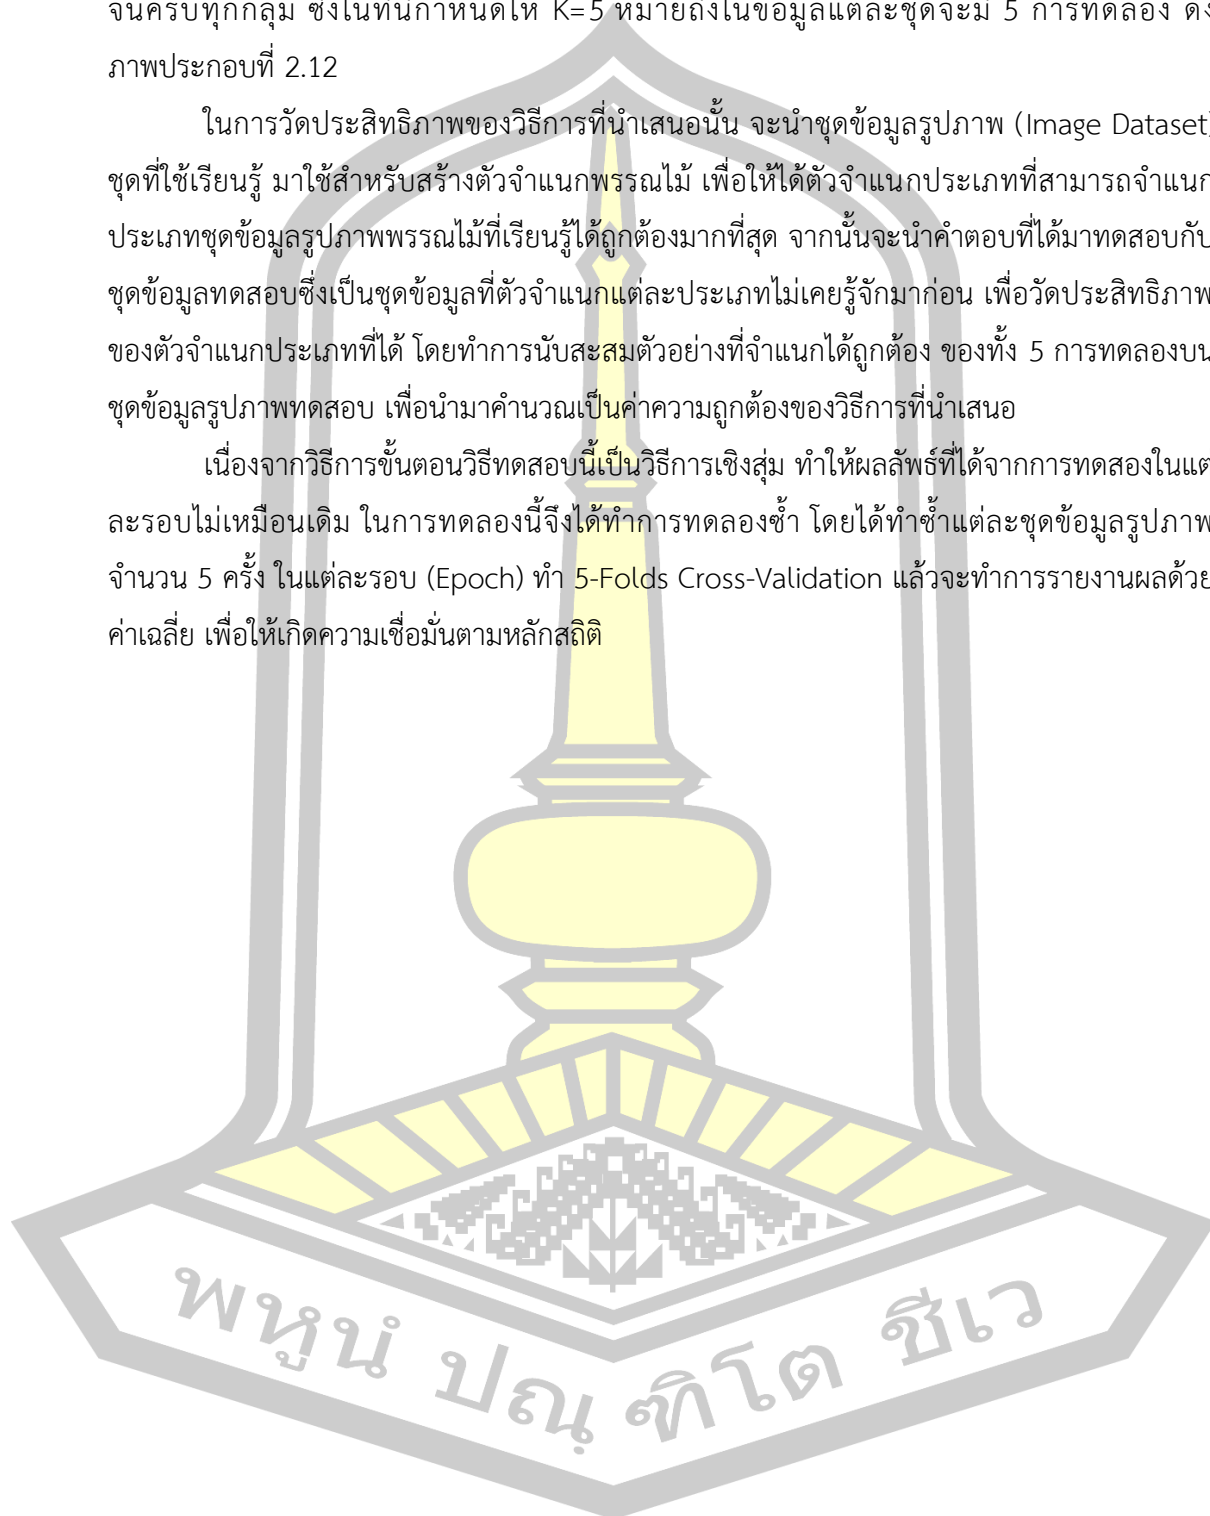 จนครบทุกกลุ่ม ซึ่งในที่นี้กำหนดให้ K=5 หมายถึงในข้อมูลแต่ละชุดจะมี 5 การทดลอง ดัง
ภาพประกอบที่ 2.12
ในการวัดประสิทธิภาพของวิธีการที่นำเสนอนั้น จะนำชุดข้อมูลรูปภาพ (Image Dataset)
ชุดที่ใช้เรียนรู้ มาใช้สำหรับสร้างตัวจำแนกพรรณไม้ เพื่อให้ได้ตัวจำแนกประเภทที่สามารถจำแนก
ประเภทชุดข้อมูลรูปภาพพรรณไม้ที่เรียนรู้ได้ถูกต้องมากที่สุด จากนั้นจะนำคำตอบที่ได้มาทดสอบกับ
ชุดข้อมูลทดสอบซึ่งเป็นชุดข้อมูลที่ตัวจำแนกแต่ละประเภทไม่เคยรู้จักมาก่อน เพื่อวัดประสิทธิภาพ
ของตัวจำแนกประเภทที่ได้ โดยทำการนับสะสมตัวอย่างที่จำแนกได้ถูกต้อง ของทั้ง 5 การทดลองบน
ชุดข้อมูลรูปภาพทดสอบ เพื่อนำมาคำนวณเป็นค่าความถูกต้องของวิธีการที่นำเสนอ
เนื่องจากวิธีการขั้นตอนวิธีทดสอบนี้เป็นวิธีการเชิงสุ่ม ทำให้ผลลัพธ์ที่ได้จากการทดสองในแต่
ละรอบไม่เหมือนเดิม ในการทดลองนี้จึงได้ทำการทดลองซ้ำ โดยได้ทำซ้ำแต่ละชุดข้อมูลรูปภาพ
จำนวน 5 ครั้ง ในแต่ละรอบ (Epoch) ทำ 5-Folds Cross-Validation แล้วจะทำการรายงานผลด้วย
ค่าเฉลี่ย เพื่อให้เกิดความเชื่อมั่นตามหลักสถิติ
พหูนํ ปณฺฑิโต ชีเว